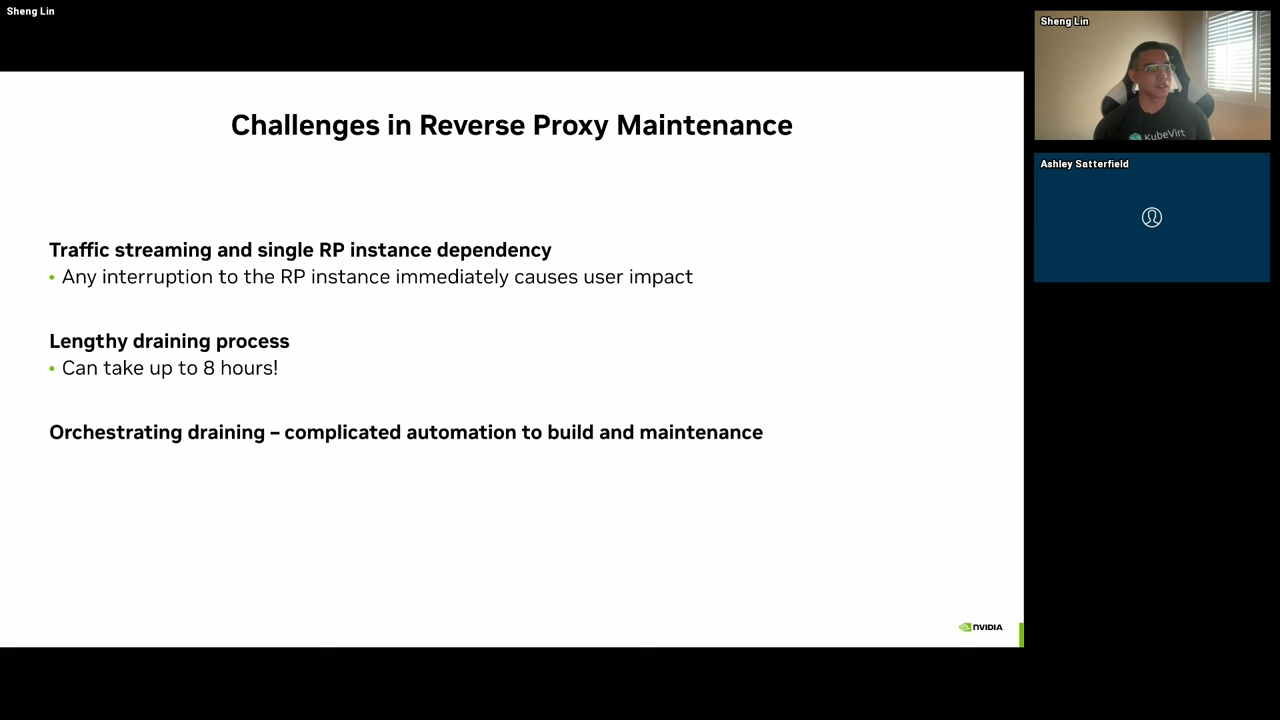 Sheng Lin
Sheng Lin
KubeVirt
Ashley Satterfield
Challenges in Reverse Proxy Maintenance
Traffic streaming and single RP instance dependency
• Any interruption to the RP instance immediately causes user impact
Lengthy draining process
• Can take up to 8 hours!
Orchestrating draining – complicated automation to build and maintenance
NVIDIA